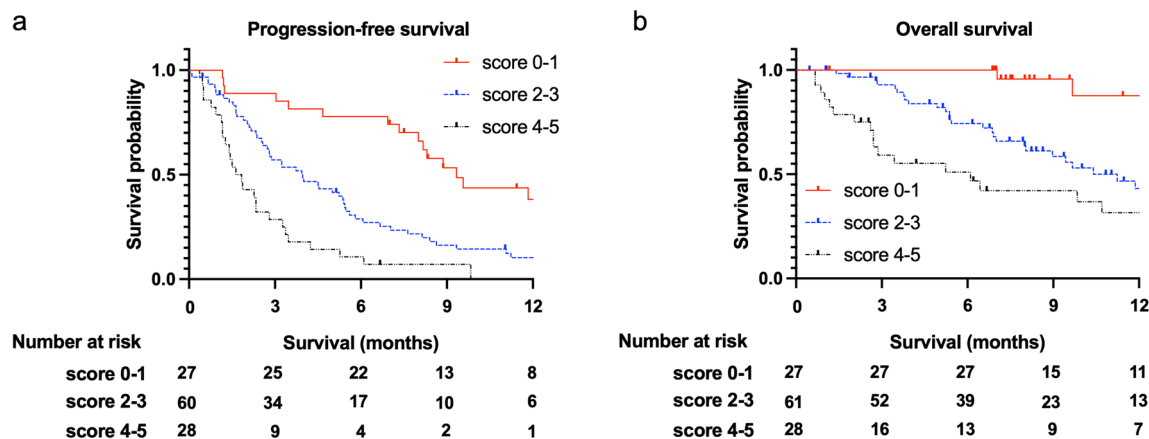 a
Progression-free survival
Survival probability
1.0
0.5
0.0
score 0-1
score 2-3
score 4-5
0 3 6 9 12
Number at risk Survival (months)
score 0-1 27 25 22 13 8
score 2-3 60 34 17 10 6
score 4-5 28 9 4 2 1
b
Overall survival
Survival probability
1.0
0.5
0.0
score 0-1
score 2-3
score 4-5
0 3 6 9 12
Number at risk Survival (months)
score 0-1 27 27 27 15 11
score 2-3 61 52 39 23 13
score 4-5 28 16 13 9 7